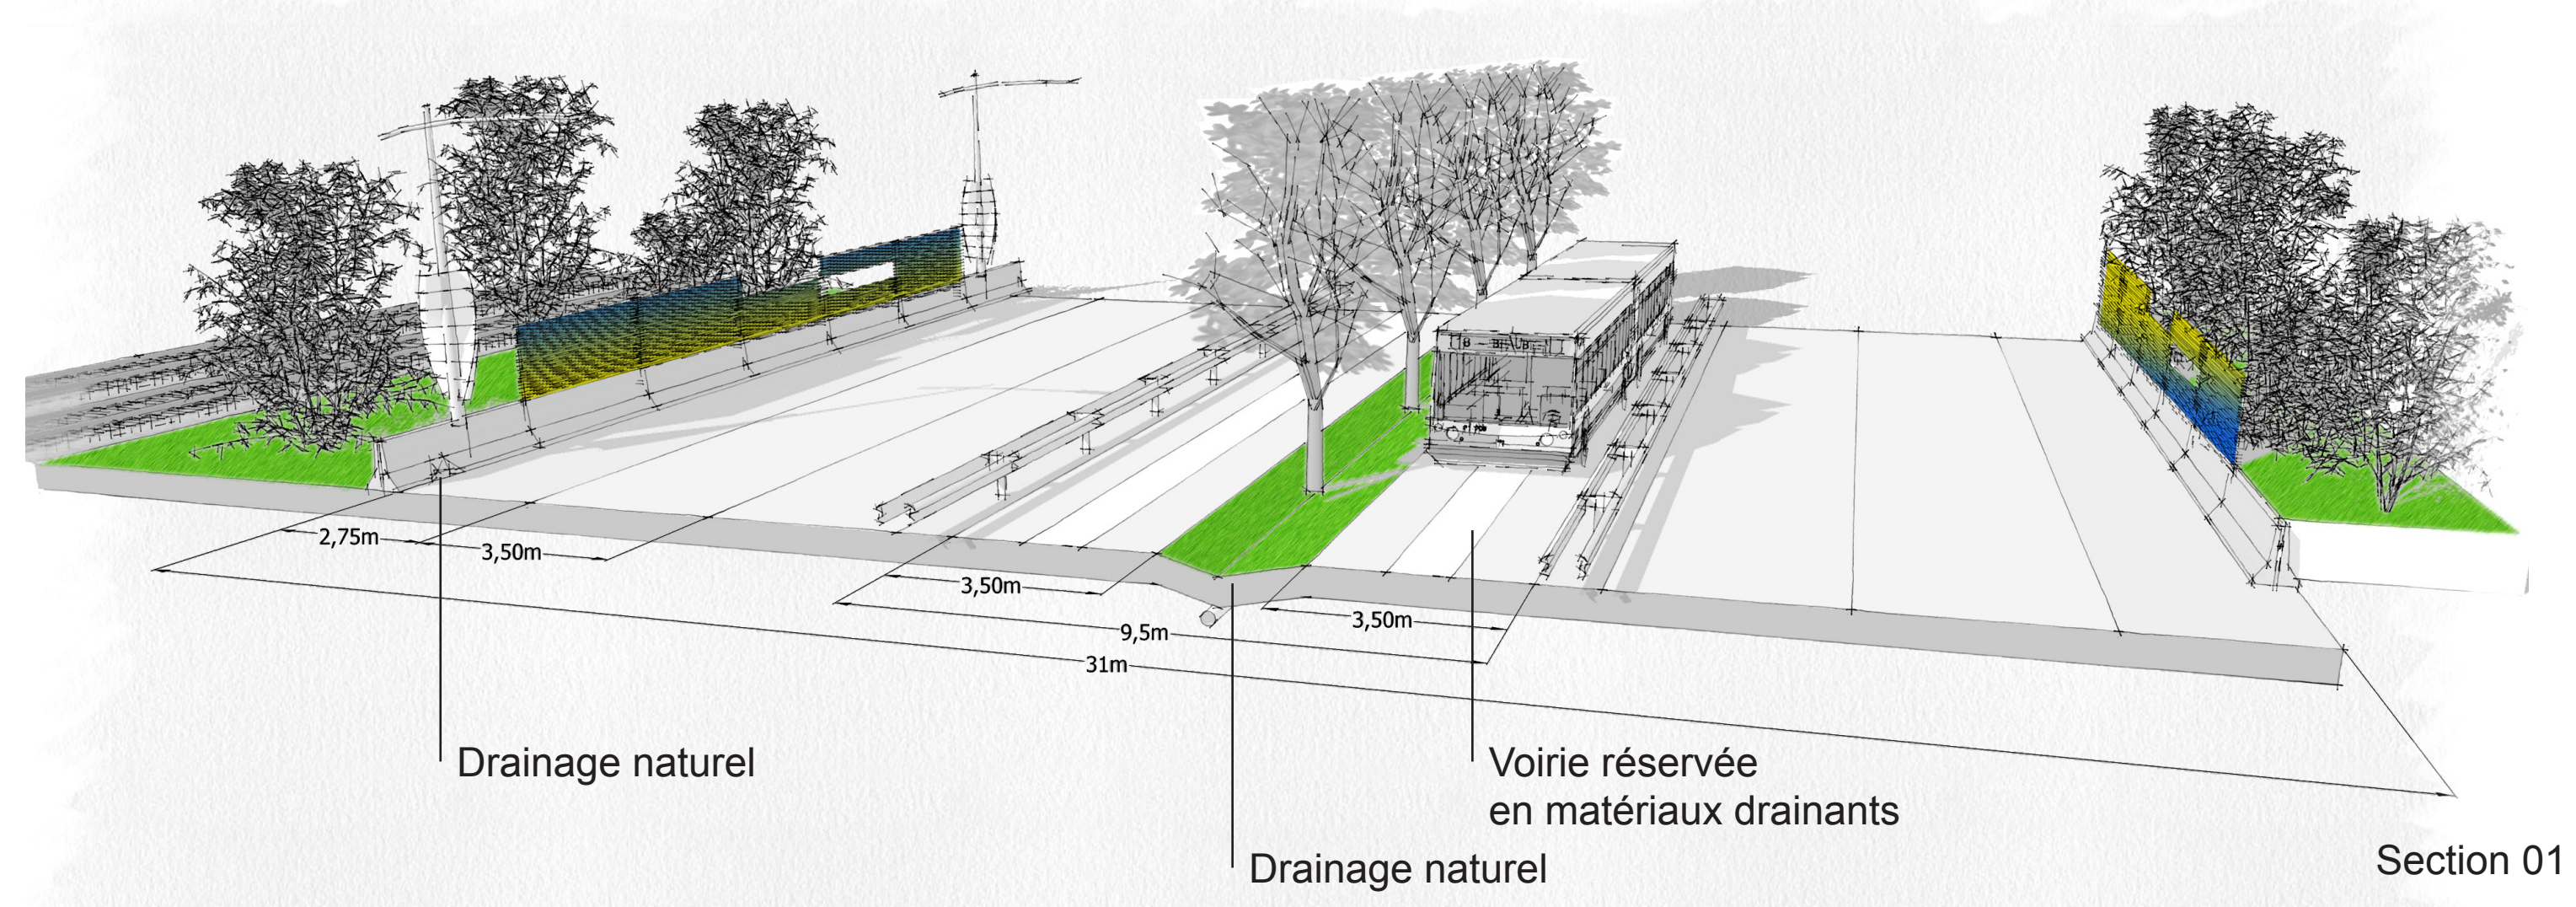 2,75m
3,50m
3,50m
9,5m
3,50m
31m
Drainage naturel
Voirie réservée
en matériaux drainants
Drainage naturel
Section 01